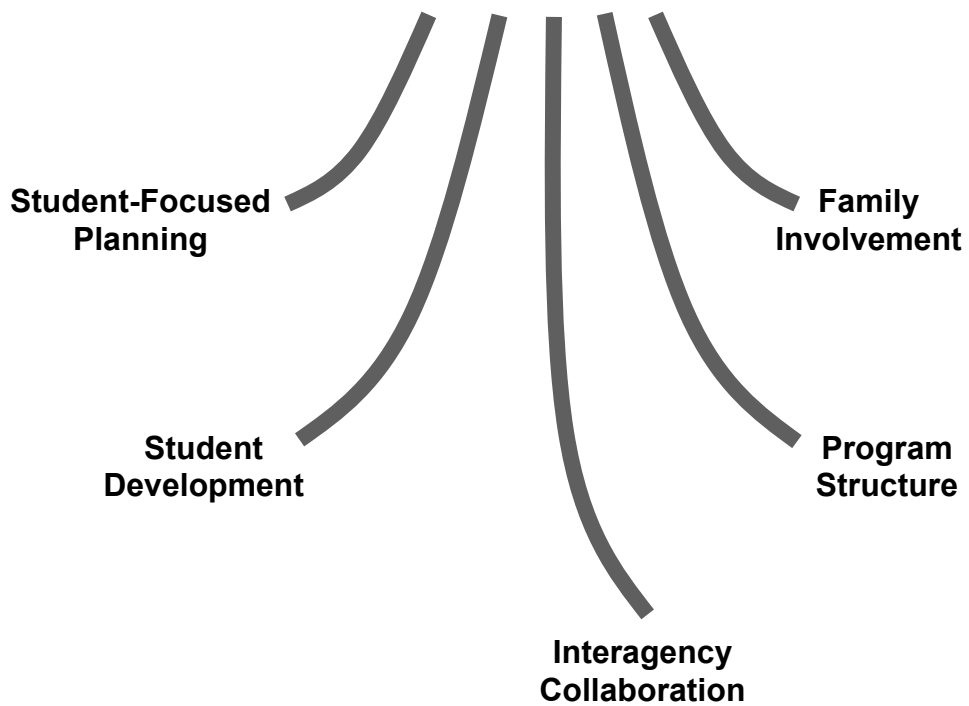 Student-Focused
Planning
Family
Involvement
Student
Development
Program
Structure
Interagency
Collaboration